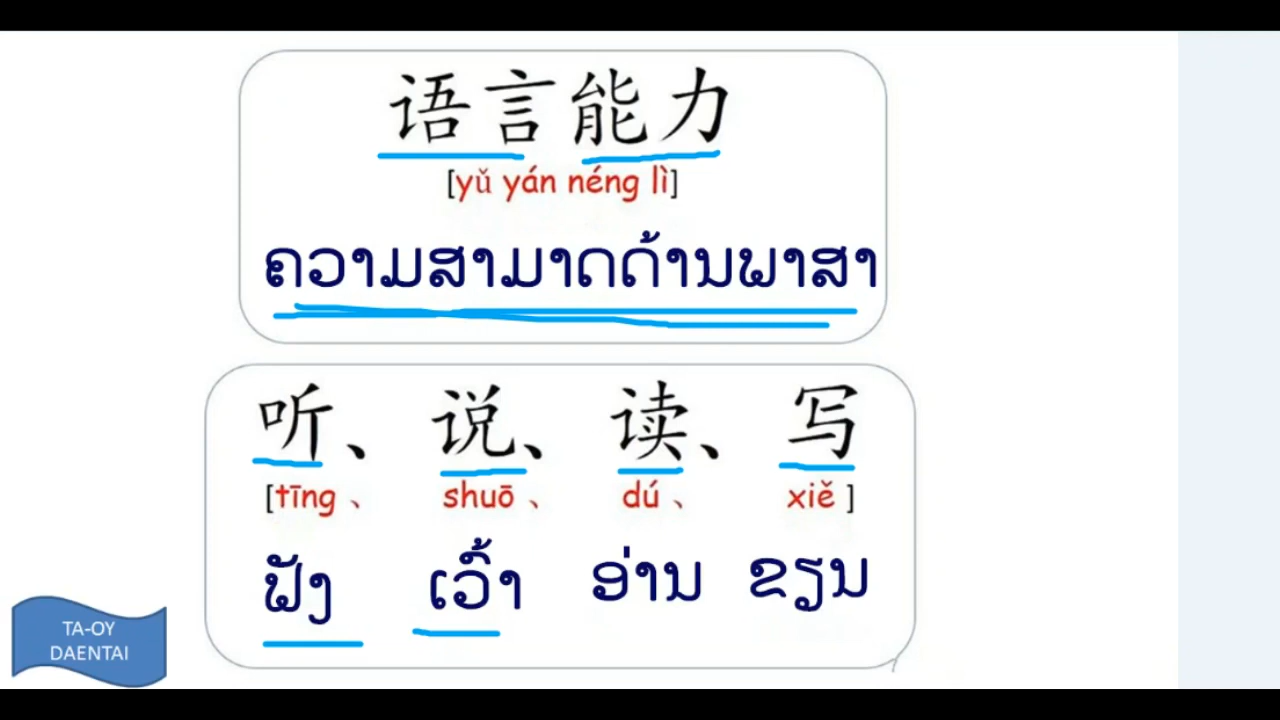 语言能力
[yǔ yán néng lì]
ຄວາມສາມາດດ້ານພາສາ
听、 说、 读、 写
[tīng 、 shuō 、 dú 、 xiě ]
ຟັງ ເວົ້າ ອ່ານ ຂຽນ
TA-OY
DAENTAI